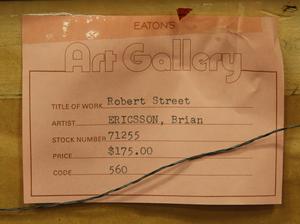 EATON'S
Art Gallery
TITLE OF WORK Robert Street
ARTIST ERICSSON, Brian
STOCK NUMBER 71255
PRICE $175.00
CODE 560